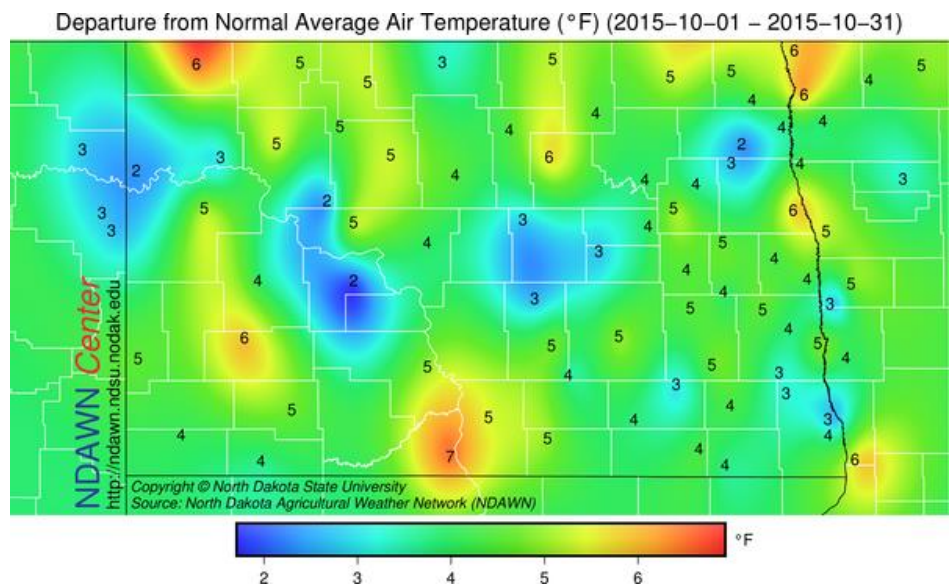 Departure from Normal Average Air Temperature (°F) (2015-10-01 – 2015-10-31)
6 5 5 3 5 5 5 6 4 5
6 4
5 5 4 4 6 4 4 4
3 2 3 5 4 2 3 4 3
3 3 5 2 5 4 3 3 4 4 5 6 5
4 2 3 4 5 4 4 4 5 3
6 5 5 5 5 5 4 5 4
5 5 4 3 5 3 3
4 4 5 5 4 4 3 4
7 4 4 6
NDAWN Center
http://ndawn.ndsu.nodak.edu
Copyright © North Dakota State University
Source: North Dakota Agricultural Weather Network (NDAWN)
°F
2 3 4 5 6